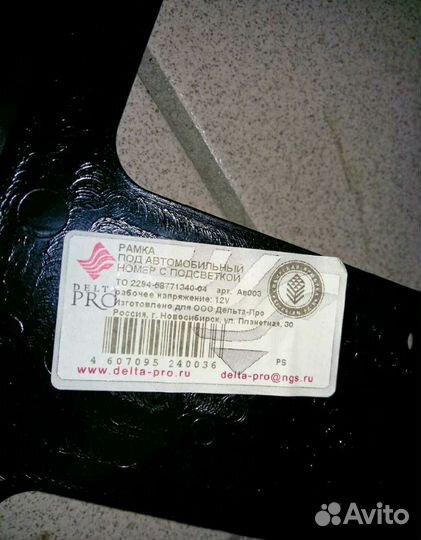 РАМКА
ПОД АВТОМОБИЛЬНЫЙ
НОМЕР С ПОДСВЕТКОЙ
DELTA
PRO
ТО 2294-68771340-04 арт. Ав003
рабочее напряжение: 12V
Изготовлено для ООО Дельта-Про
Россия, г. Новосибирск, ул. Планетная, 30
4 607095 240036
PS
www.delta-pro.ru
delta-pro@ngs.ru
Avito